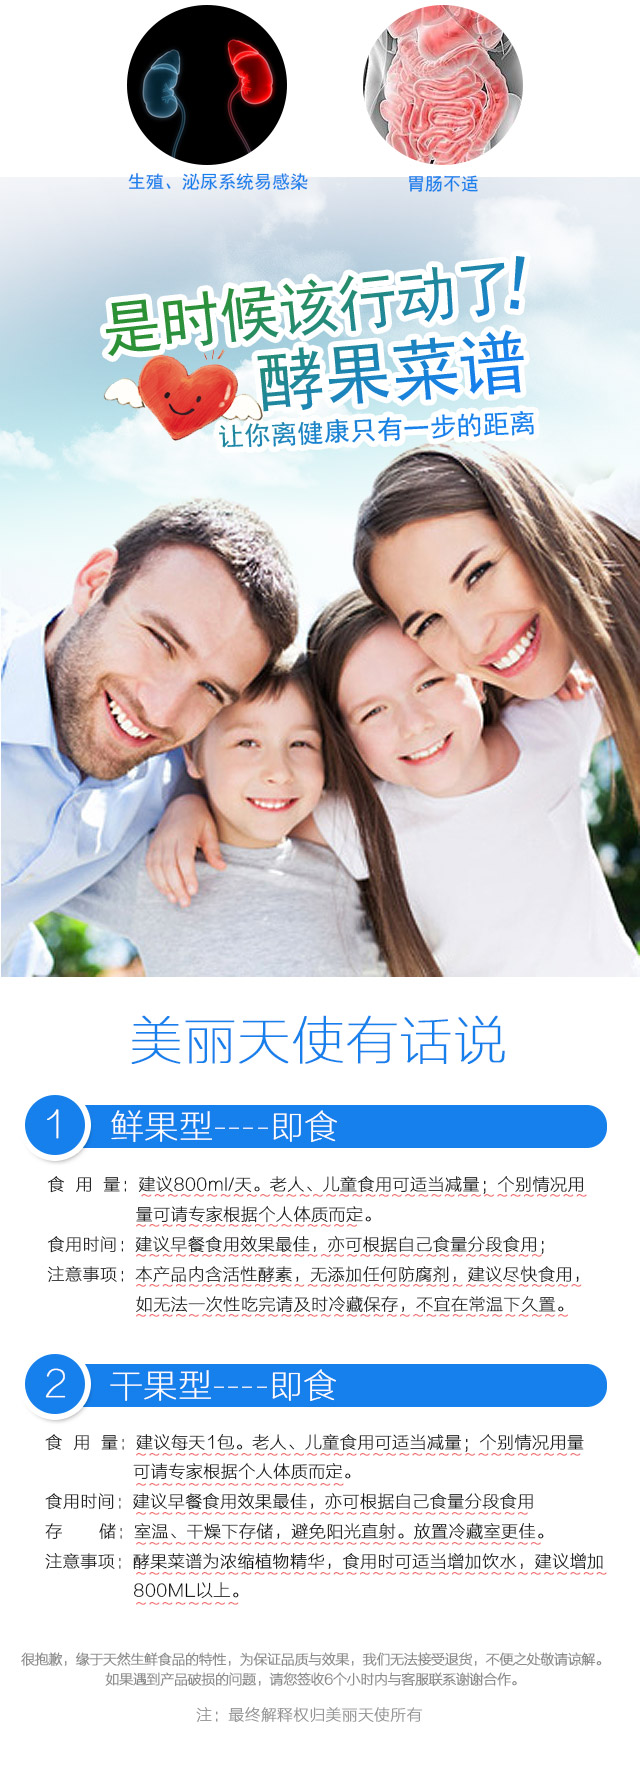 生殖、泌尿系统易感染
胃肠不适
是时候该行动了!
酵果菜谱
让你离健康只有一步的距离
美丽天使有话说
1 鲜果型----即食
食 用 量：建议800ml/天。老人、儿童食用可适当减量；个别情况用
量可请专家根据个人体质而定。
食用时间：建议早餐食用效果最佳，亦可根据自己食量分段食用；
注意事项：本产品内含活性酵素，无添加任何防腐剂，建议尽快食用，
如无法一次性吃完请及时冷藏保存，不宜在常温下久置。
2 干果型----即食
食 用 量：建议每天1包。老人、儿童食用可适当减量；个别情况用量
可请专家根据个人体质而定。
食用时间：建议早餐食用效果最佳，亦可根据自己食量分段食用
存 储：室温、干燥下存储，避免阳光直射。放置冷藏室更佳。
注意事项：酵果菜谱为浓缩植物精华，食用时可适当增加饮水，建议增加
800ML以上。
很抱歉，缘于天然生鲜食品的特性，为保证品质与效果，我们无法接受退货，不便之处敬请谅解。
如果遇到产品破损的问题，请您签收6个小时内与客服联系谢谢合作。
注：最终解释权归美丽天使所有